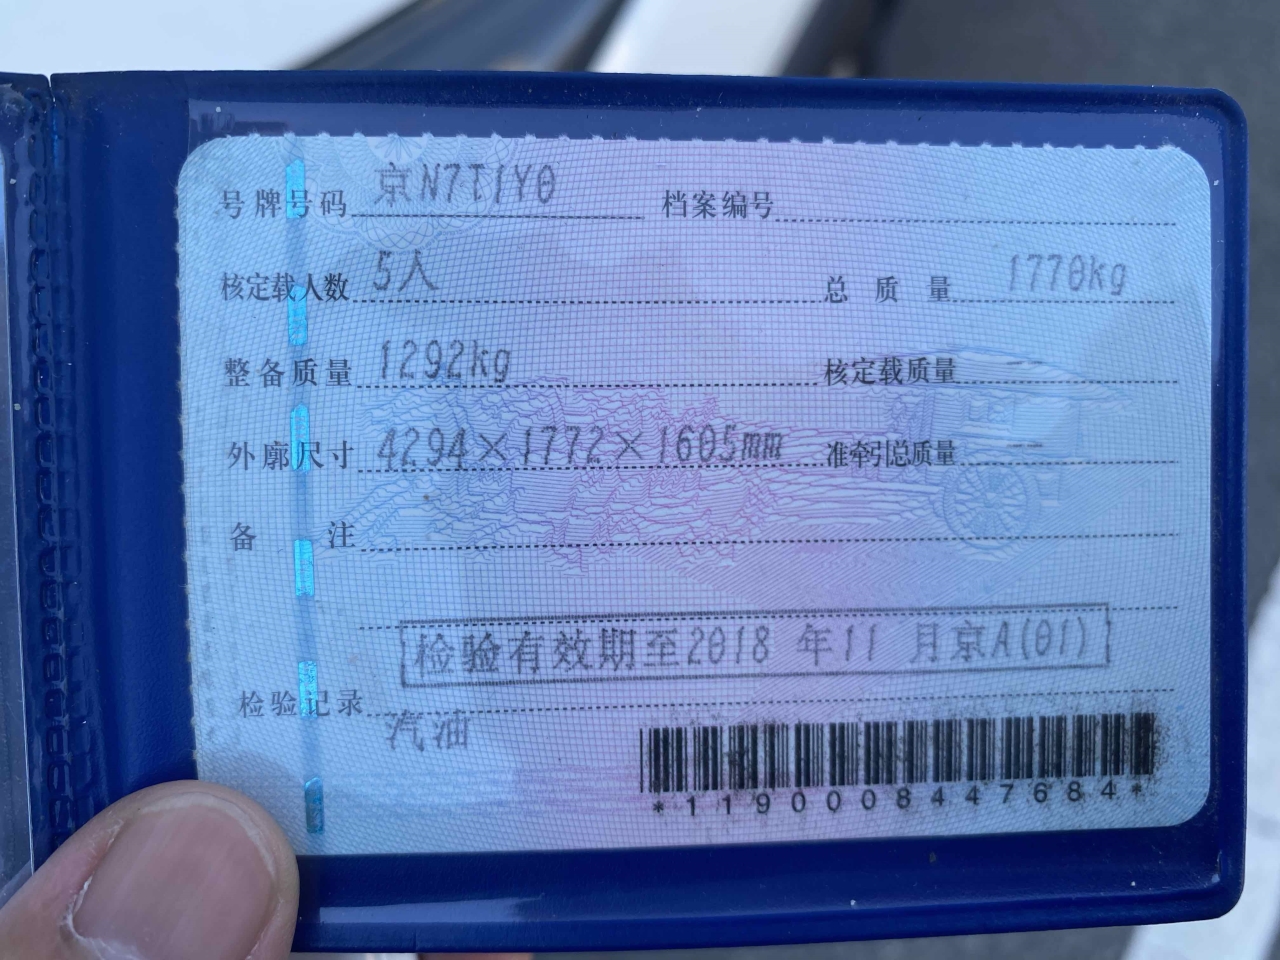 号牌号码 京N7T1Y0 档案编号
核定载人数 5人 总质量 1770kg
整备质量 1292kg 核定载质量 --
外廓尺寸 4294×1772×1605mm 准牵引总质量 --
备注
检验有效期至2018 年11 月京A(01)
检验记录
汽油
*1190008447684*